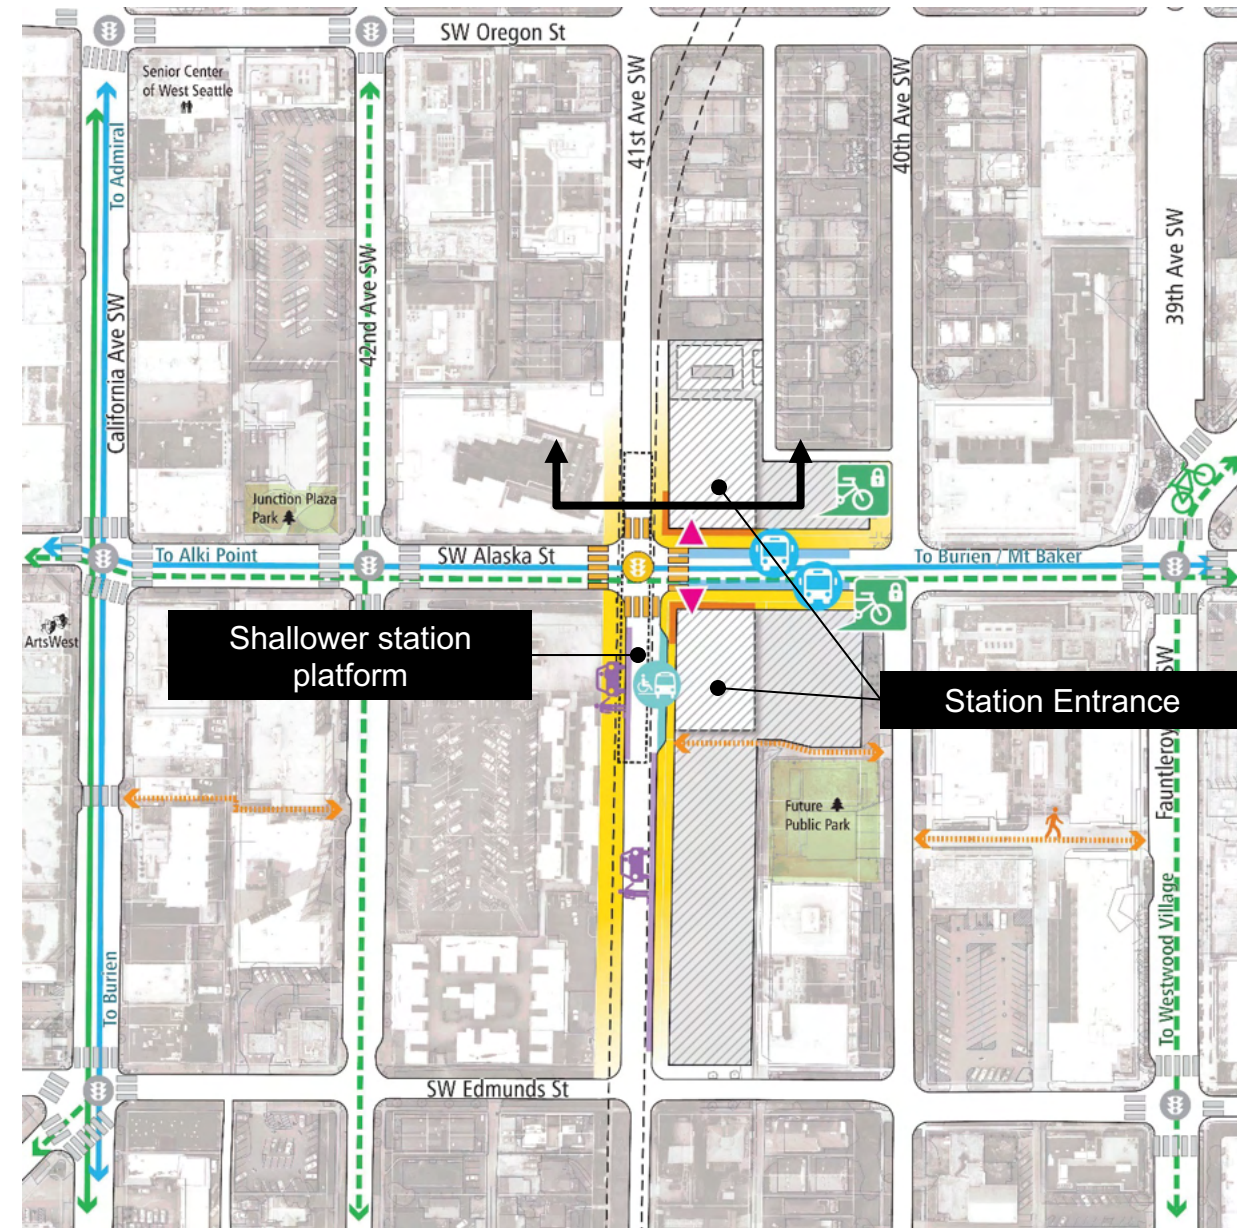 SW Oregon St
Senior Center
of West Seattle
To Admiral
California Ave SW
42nd Ave SW
41st Ave SW
40th Ave SW
39th Ave SW
Junction Plaza
Park
To Alki Point
SW Alaska St
To Burien / Mt Baker
ArtsWest
Shallower station
platform
Station Entrance
Fauntleroy
SW
Future
Public Park
To Burien
To Westwood Village
SW Edmunds St